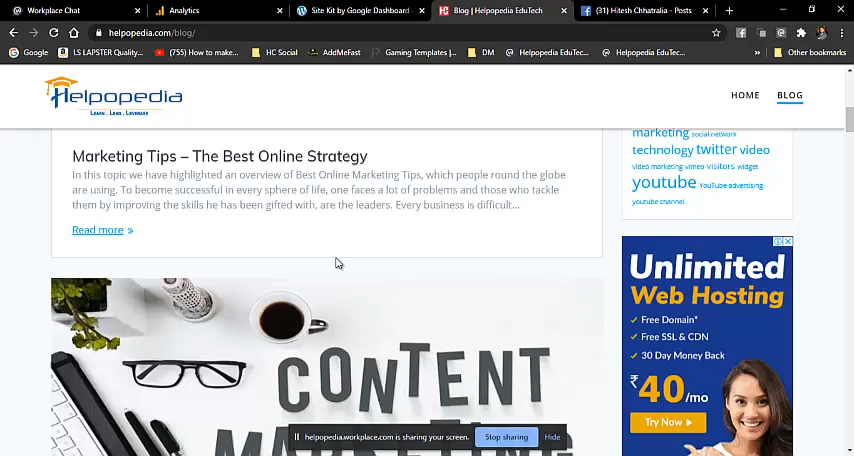 Workplace Chat
Analytics
Site Kit by Google Dashboard
Blog | Helpopedia EduTech
(31) Hitesh Chhatralia - Posts
helpopedia.com/blog/
Google
LS LAPSTER Quality...
(755) How to make...
HC Social
AddMeFast
Gaming Templates |...
DM
Helpopedia EduTec...
Helpopedia EduTec...
»
Other bookmarks
Helpopedia
Learn . Lead . Leverage
HOME
BLOG
Marketing Tips – The Best Online Strategy
In this topic we have highlighted an overview of Best Online Marketing Tips, which people round the globe
are using. To become successful in every sphere of life, one faces a lot of problems and those who tackle
them by improving the skills he has been gifted with, are the leaders. Every business is difficult...
Read more »
marketing social network
technology twitter video
video marketing vimeo visitors widget
youtube YouTube advertising
youtube channel
CONTENT
MARKETING
Unlimited
Web Hosting
✓ Free Domain*
✓ Free SSL & CDN
✓ 30 Day Money Back
₹40/mo
Try Now
helpopedia.workplace.com is sharing your screen.
Stop sharing
Hide